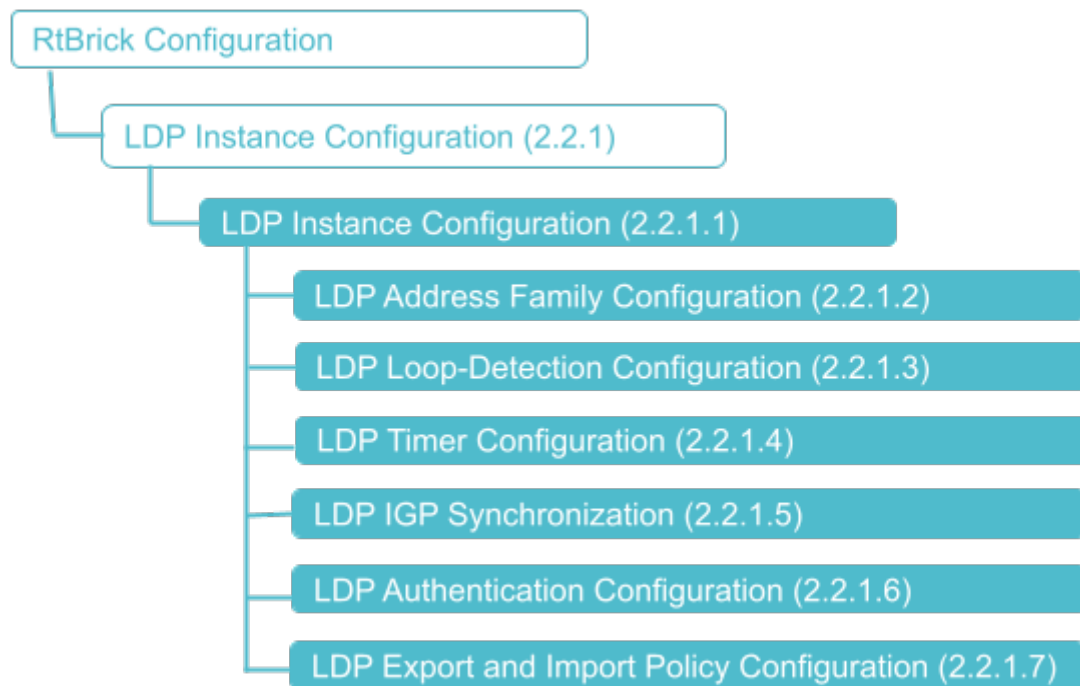 RtBrick Configuration
LDP Instance Configuration (2.2.1)
LDP Instance Configuration (2.2.1.1)
LDP Address Family Configuration (2.2.1.2)
LDP Loop-Detection Configuration (2.2.1.3)
LDP Timer Configuration (2.2.1.4)
LDP IGP Synchronization (2.2.1.5)
LDP Authentication Configuration (2.2.1.6)
LDP Export and Import Policy Configuration (2.2.1.7)